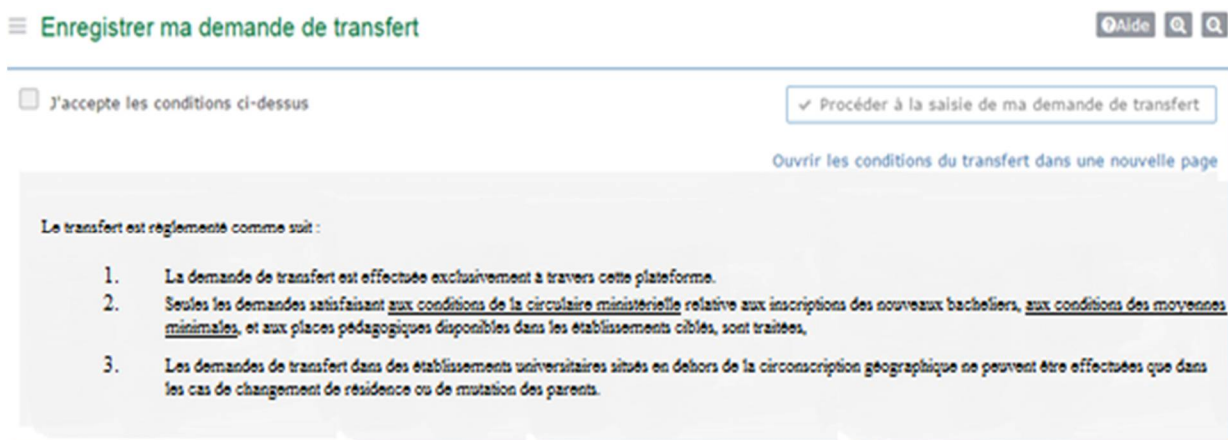 Enregistrer ma demande de transfert
Aide
J'accepte les conditions ci-dessus
Procéder à la saisie de ma demande de transfert
Ouvrir les conditions du transfert dans une nouvelle page
Le transfert est règlementé comme suit :
1. La demande de transfert est effectuée exclusivement à travers cette plateforme.
2. Seules les demandes satisfaisant aux conditions de la circulaire ministérielle relative aux inscriptions des nouveaux bacheliers, aux conditions des moyennes
minimales, et aux places pédagogiques disponibles dans les établissements ciblés, sont traitées,
3. Les demandes de transfert dans des établissements universitaires situés en dehors de la circonscription géographique ne peuvent être effectuées que dans
les cas de changement de résidence ou de mutation des parents.